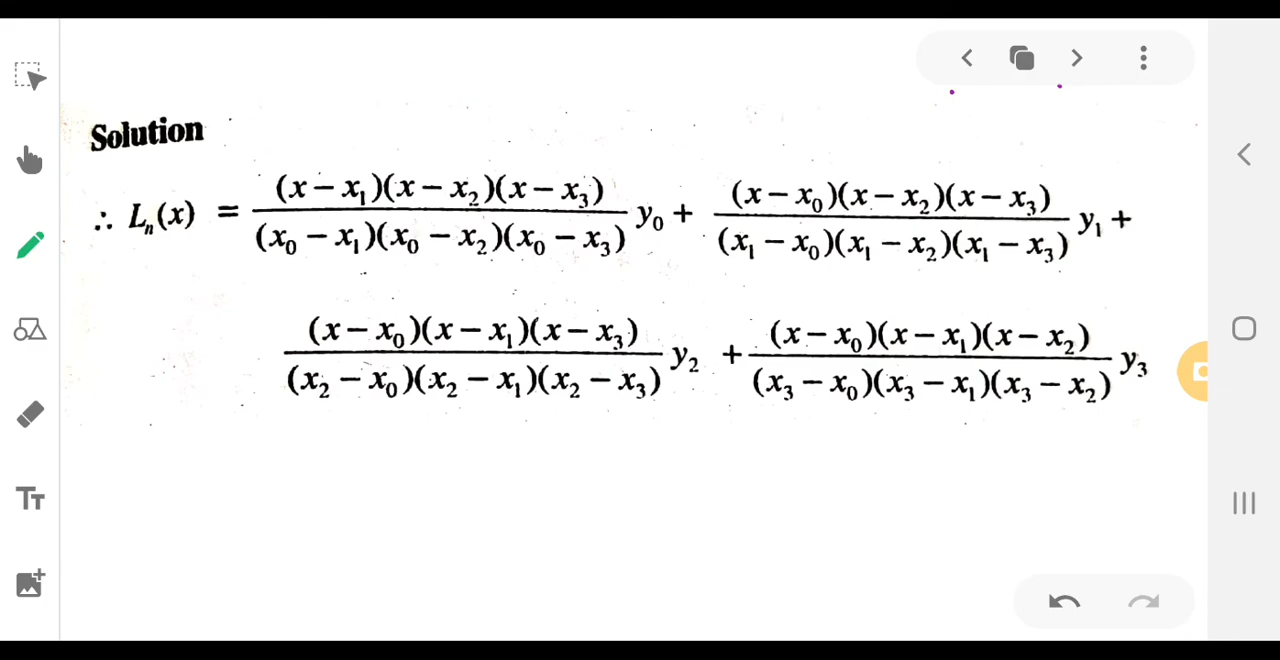 Solution
∴ Lₙ(x) = (x − x₁)(x − x₂)(x − x₃) / (x₀ − x₁)(x₀ − x₂)(x₀ − x₃) y₀ + (x − x₀)(x − x₂)(x − x₃) / (x₁ − x₀)(x₁ − x₂)(x₁ − x₃) y₁ +
(x − x₀)(x − x₁)(x − x₃) / (x₂ − x₀)(x₂ − x₁)(x₂ − x₃) y₂ + (x − x₀)(x − x₁)(x − x₂) / (x₃ − x₀)(x₃ − x₁)(x₃ − x₂) y₃
Tт